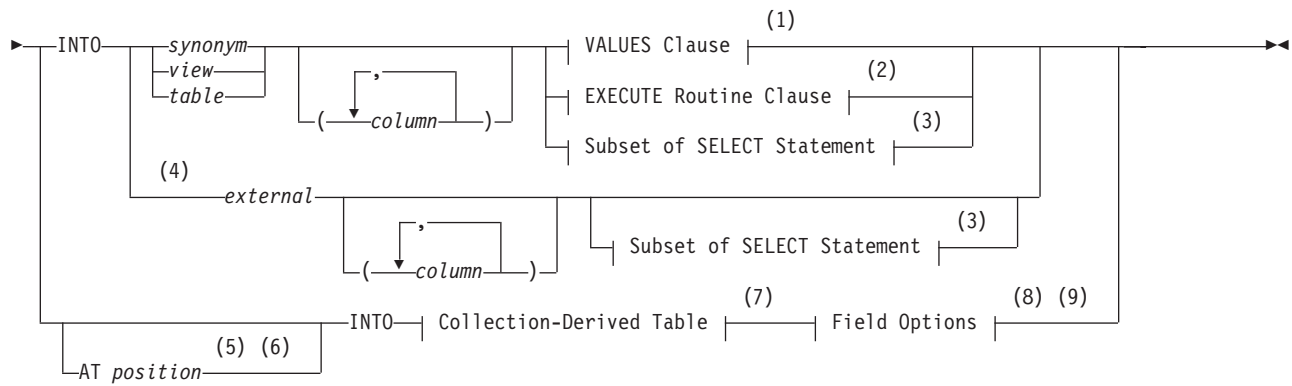 (1)
INTO synonym VALUES Clause
view , (2)
table EXECUTE Routine Clause
( column ) (3)
Subset of SELECT Statement
(4)
external
, (3)
Subset of SELECT Statement
( column )
(7) (8) (9)
INTO Collection-Derived Table Field Options
(5) (6)
AT position